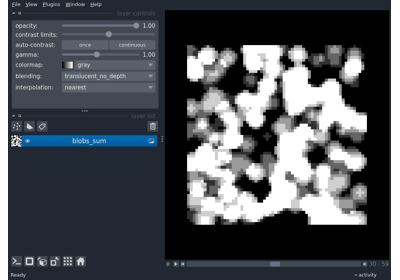 File View Plugins Window Help
layer controls
opacity: 1.00
contrast limits:
auto-contrast: once continuous
gamma: 1.00
colormap: gray
blending: translucent_no_depth
interpolation: nearest
layer list
blobs_sum
30 59
Ready
activity